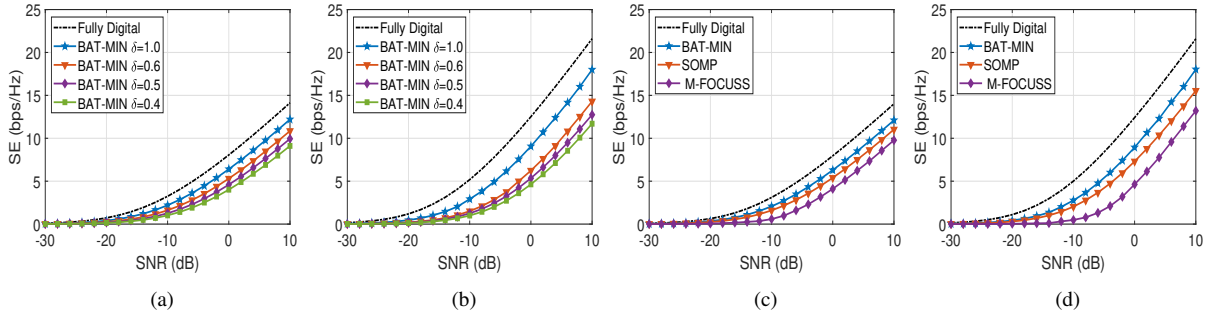 25
20
15
10
5
0
SE (bps/Hz)
Fully Digital
BAT-MIN δ=1.0
BAT-MIN δ=0.6
BAT-MIN δ=0.5
BAT-MIN δ=0.4
-30 -20 -10 0 10
SNR (dB)
(a)
25
20
15
10
5
0
SE (bps/Hz)
Fully Digital
BAT-MIN δ=1.0
BAT-MIN δ=0.6
BAT-MIN δ=0.5
BAT-MIN δ=0.4
-30 -20 -10 0 10
SNR (dB)
(b)
25
20
15
10
5
0
SE (bps/Hz)
Fully Digital
BAT-MIN
SOMP
M-FOCUSS
-30 -20 -10 0 10
SNR (dB)
(c)
25
20
15
10
5
0
SE (bps/Hz)
Fully Digital
BAT-MIN
SOMP
M-FOCUSS
-30 -20 -10 0 10
SNR (dB)
(d)